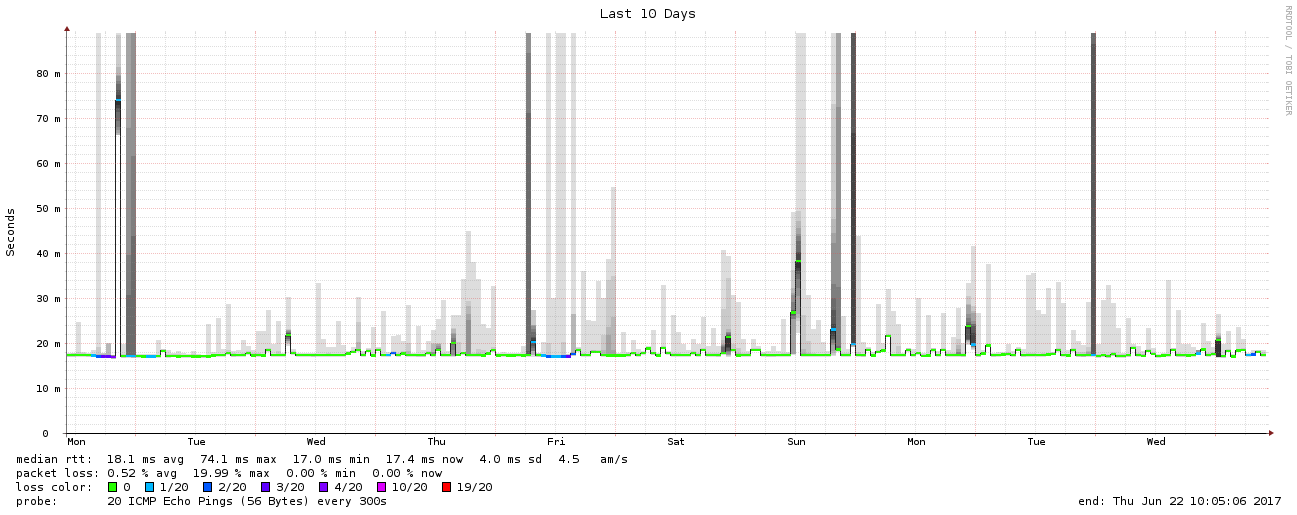 Last 10 Days
RRDTOOL / TOBI OETIKER
Seconds
80 m
70 m
60 m
50 m
40 m
30 m
20 m
10 m
0
Mon Tue Wed Thu Fri Sat Sun Mon Tue Wed
median rtt: 18.1 ms avg 74.1 ms max 17.0 ms min 17.4 ms now 4.0 ms sd 4.5 am/s
packet loss: 0.52 % avg 19.99 % max 0.00 % min 0.00 % now
loss color: 0 1/20 2/20 3/20 4/20 10/20 19/20
probe: 20 ICMP Echo Pings (56 Bytes) every 300s end: Thu Jun 22 10:05:06 2017